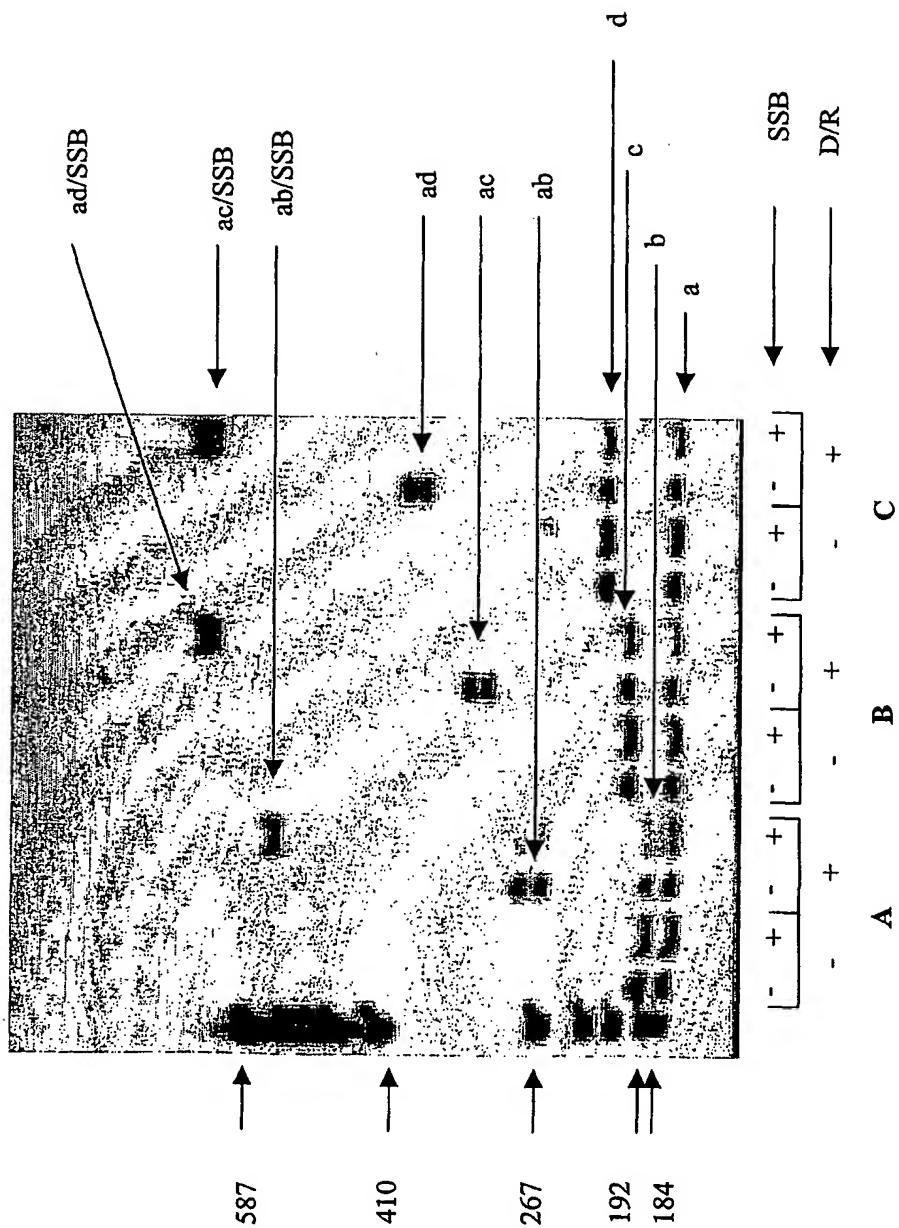 ad/SSB
ac/SSB
ab/SSB
ad
ac
ab
d
c
b
a
587
410
267
192
184
- + - + - + - + - + - + SSB
- + - + - + D/R
A B C